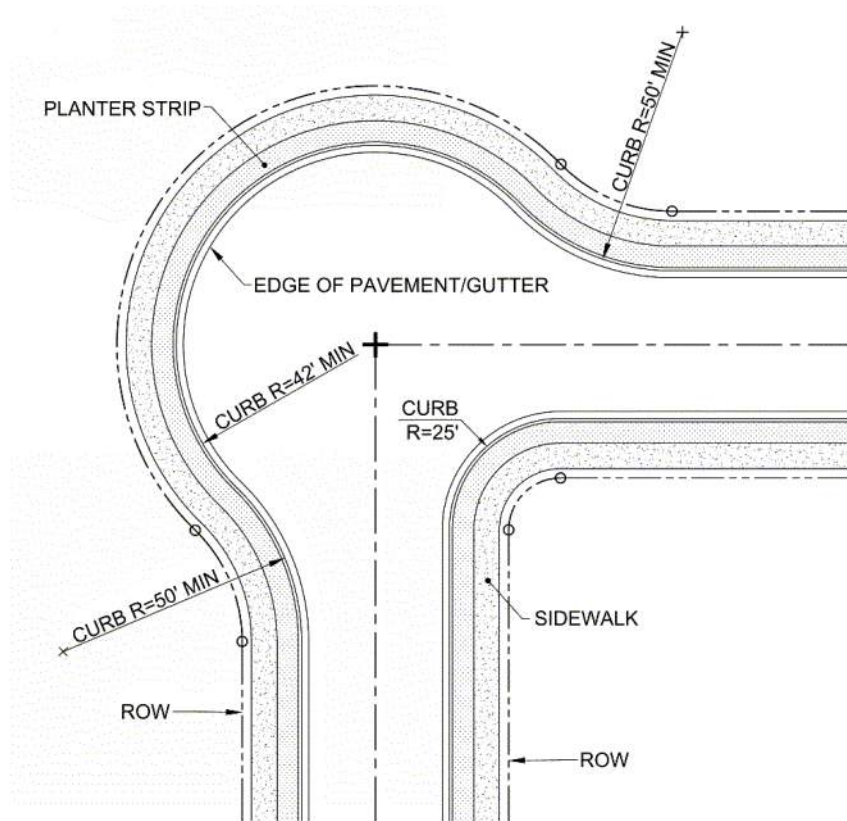 CURB R=50' MIN
PLANTER STRIP
EDGE OF PAVEMENT/GUTTER
CURB R=42' MIN
CURB
R=25'
CURB R=50' MIN
SIDEWALK
ROW
ROW